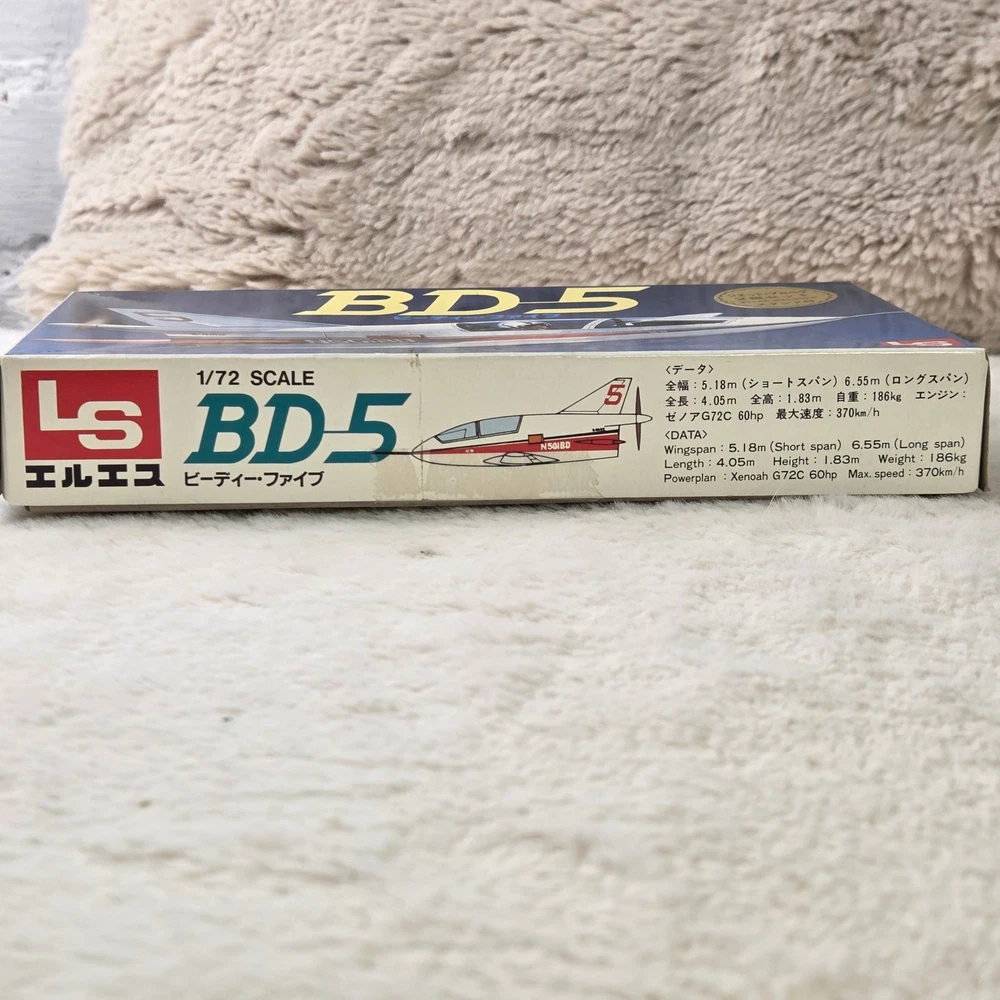 BD-5
LS
LS
エルエス
1/72 SCALE
BD-5
ビーディー・ファイブ
5
N501BD
〈データ〉
全幅：5.18m（ショートスパン）6.55m（ロングスパン）
全長：4.05m 全高：1.83m 自重：186kg エンジン：
ゼノアG72C 60hp 最大速度：370km/h
〈DATA〉
Wingspan : 5.18m (Short span) 6.55m (Long span)
Length : 4.05m Height : 1.83m Weight : 186kg
Powerplan : Xenoah G72C 60hp Max. speed : 370km/h